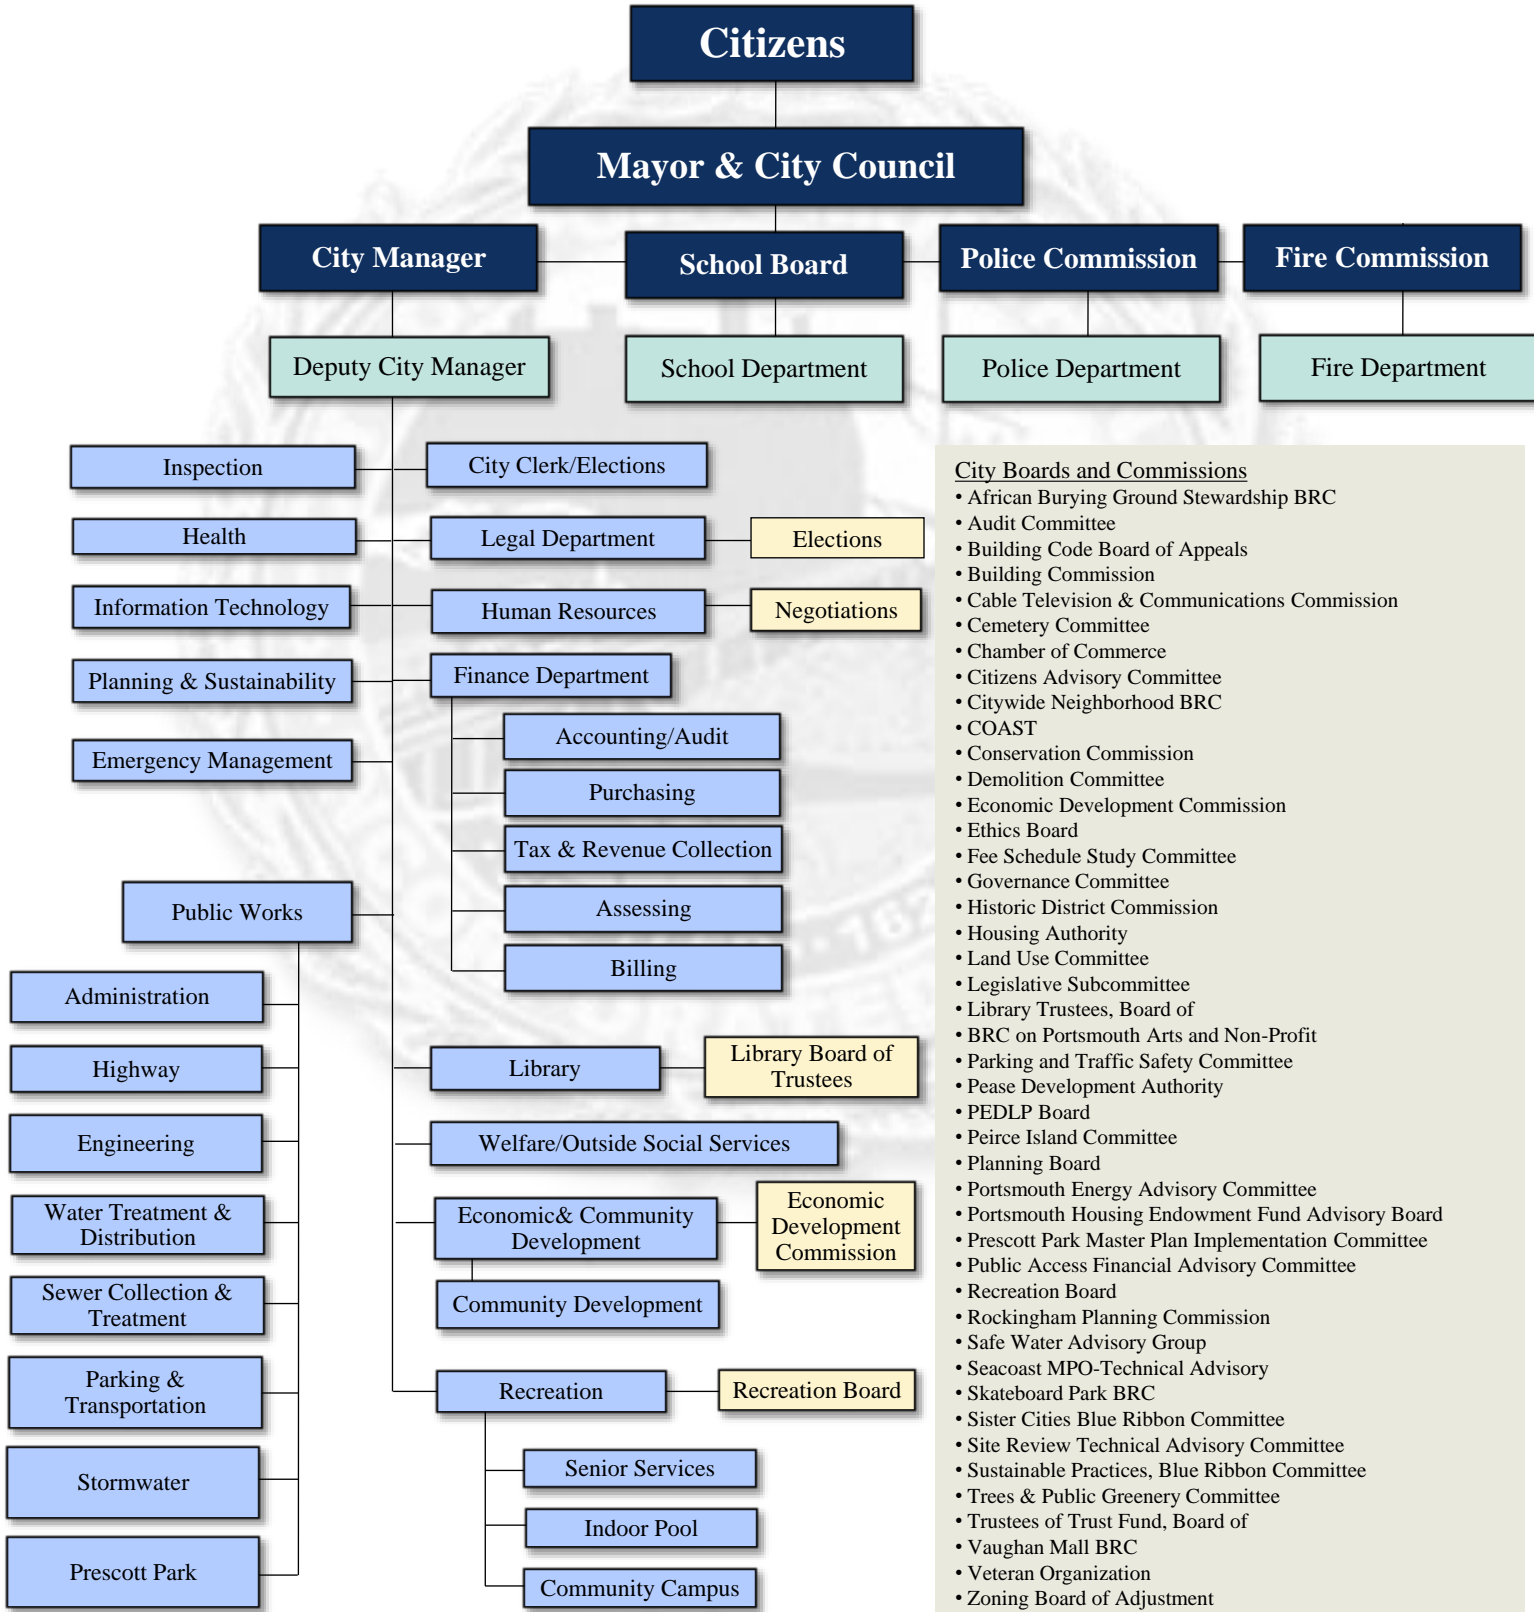 Citizens
Mayor & City Council
City Manager
School Board
Police Commission
Fire Commission
Deputy City Manager
School Department
Police Department
Fire Department
Inspection
City Clerk/Elections
Health
Legal Department
Elections
Information Technology
Human Resources
Negotiations
Planning & Sustainability
Finance Department
Emergency Management
Accounting/Audit
Purchasing
Tax & Revenue Collection
Assessing
Billing
Public Works
Administration
Highway
Engineering
Water Treatment &
Distribution
Sewer Collection &
Treatment
Parking &
Transportation
Stormwater
Prescott Park
Library
Library Board of
Trustees
Welfare/Outside Social Services
Economic& Community
Development
Economic
Development
Commission
Community Development
Recreation
Recreation Board
Senior Services
Indoor Pool
Community Campus
City Boards and Commissions
• African Burying Ground Stewardship BRC
• Audit Committee
• Building Code Board of Appeals
• Building Commission
• Cable Television & Communications Commission
• Cemetery Committee
• Chamber of Commerce
• Citizens Advisory Committee
• Citywide Neighborhood BRC
• COAST
• Conservation Commission
• Demolition Committee
• Economic Development Commission
• Ethics Board
• Fee Schedule Study Committee
• Governance Committee
• Historic District Commission
• Housing Authority
• Land Use Committee
• Legislative Subcommittee
• Library Trustees, Board of
• BRC on Portsmouth Arts and Non-Profit
• Parking and Traffic Safety Committee
• Pease Development Authority
• PEDLP Board
• Peirce Island Committee
• Planning Board
• Portsmouth Energy Advisory Committee
• Portsmouth Housing Endowment Fund Advisory Board
• Prescott Park Master Plan Implementation Committee
• Public Access Financial Advisory Committee
• Recreation Board
• Rockingham Planning Commission
• Safe Water Advisory Group
• Seacoast MPO-Technical Advisory
• Skateboard Park BRC
• Sister Cities Blue Ribbon Committee
• Site Review Technical Advisory Committee
• Sustainable Practices, Blue Ribbon Committee
• Trees & Public Greenery Committee
• Trustees of Trust Fund, Board of
• Vaughan Mall BRC
• Veteran Organization
• Zoning Board of Adjustment